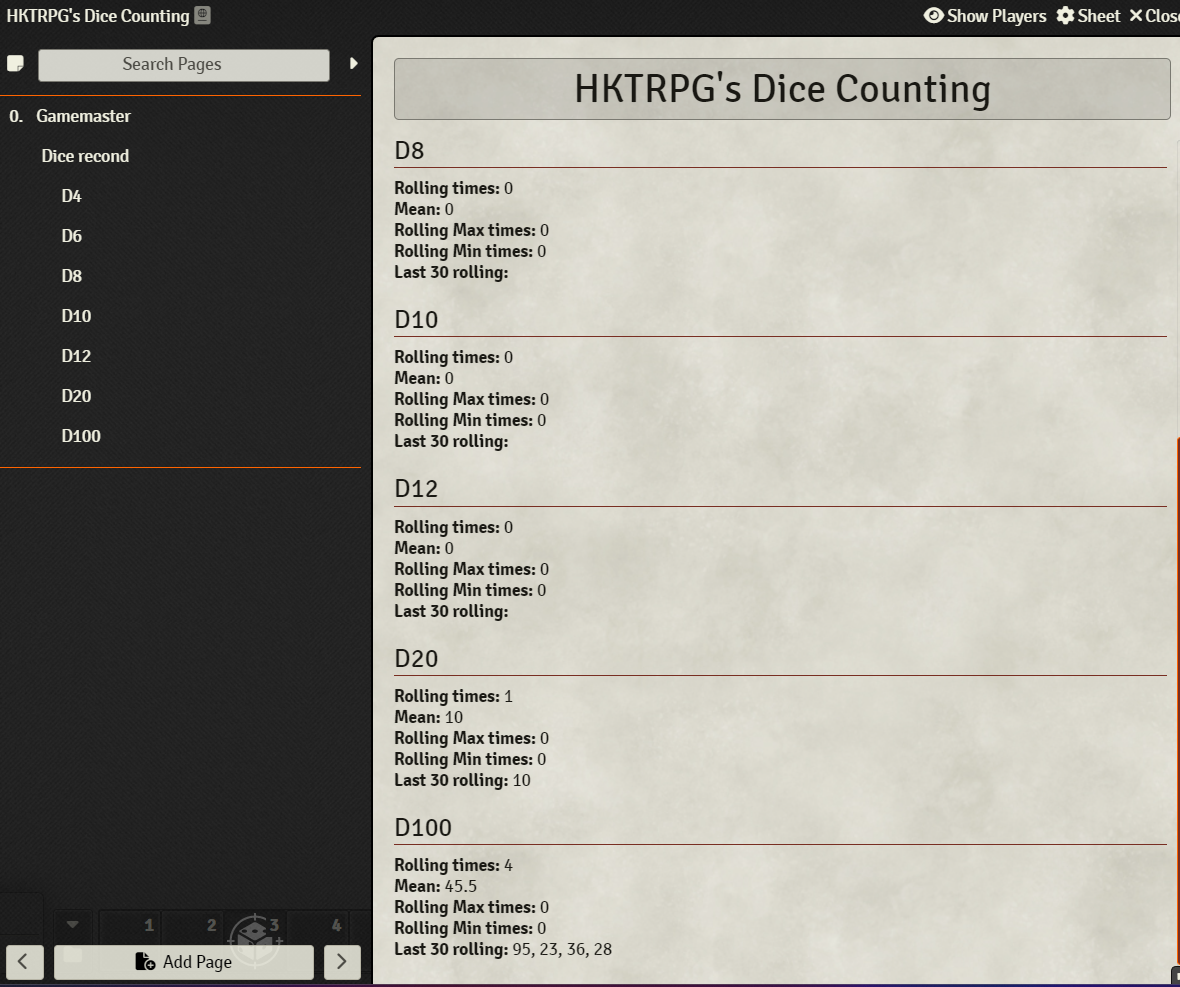 HKTRPG's Dice Counting
Show Players Sheet Close
Search Pages
0. Gamemaster
Dice recond
D4
D6
D8
D10
D12
D20
D100
1 2 3 4
Add Page
HKTRPG's Dice Counting
D8
Rolling times: 0
Mean: 0
Rolling Max times: 0
Rolling Min times: 0
Last 30 rolling:
D10
Rolling times: 0
Mean: 0
Rolling Max times: 0
Rolling Min times: 0
Last 30 rolling:
D12
Rolling times: 0
Mean: 0
Rolling Max times: 0
Rolling Min times: 0
Last 30 rolling:
D20
Rolling times: 1
Mean: 10
Rolling Max times: 0
Rolling Min times: 0
Last 30 rolling: 10
D100
Rolling times: 4
Mean: 45.5
Rolling Max times: 0
Rolling Min times: 0
Last 30 rolling: 95, 23, 36, 28